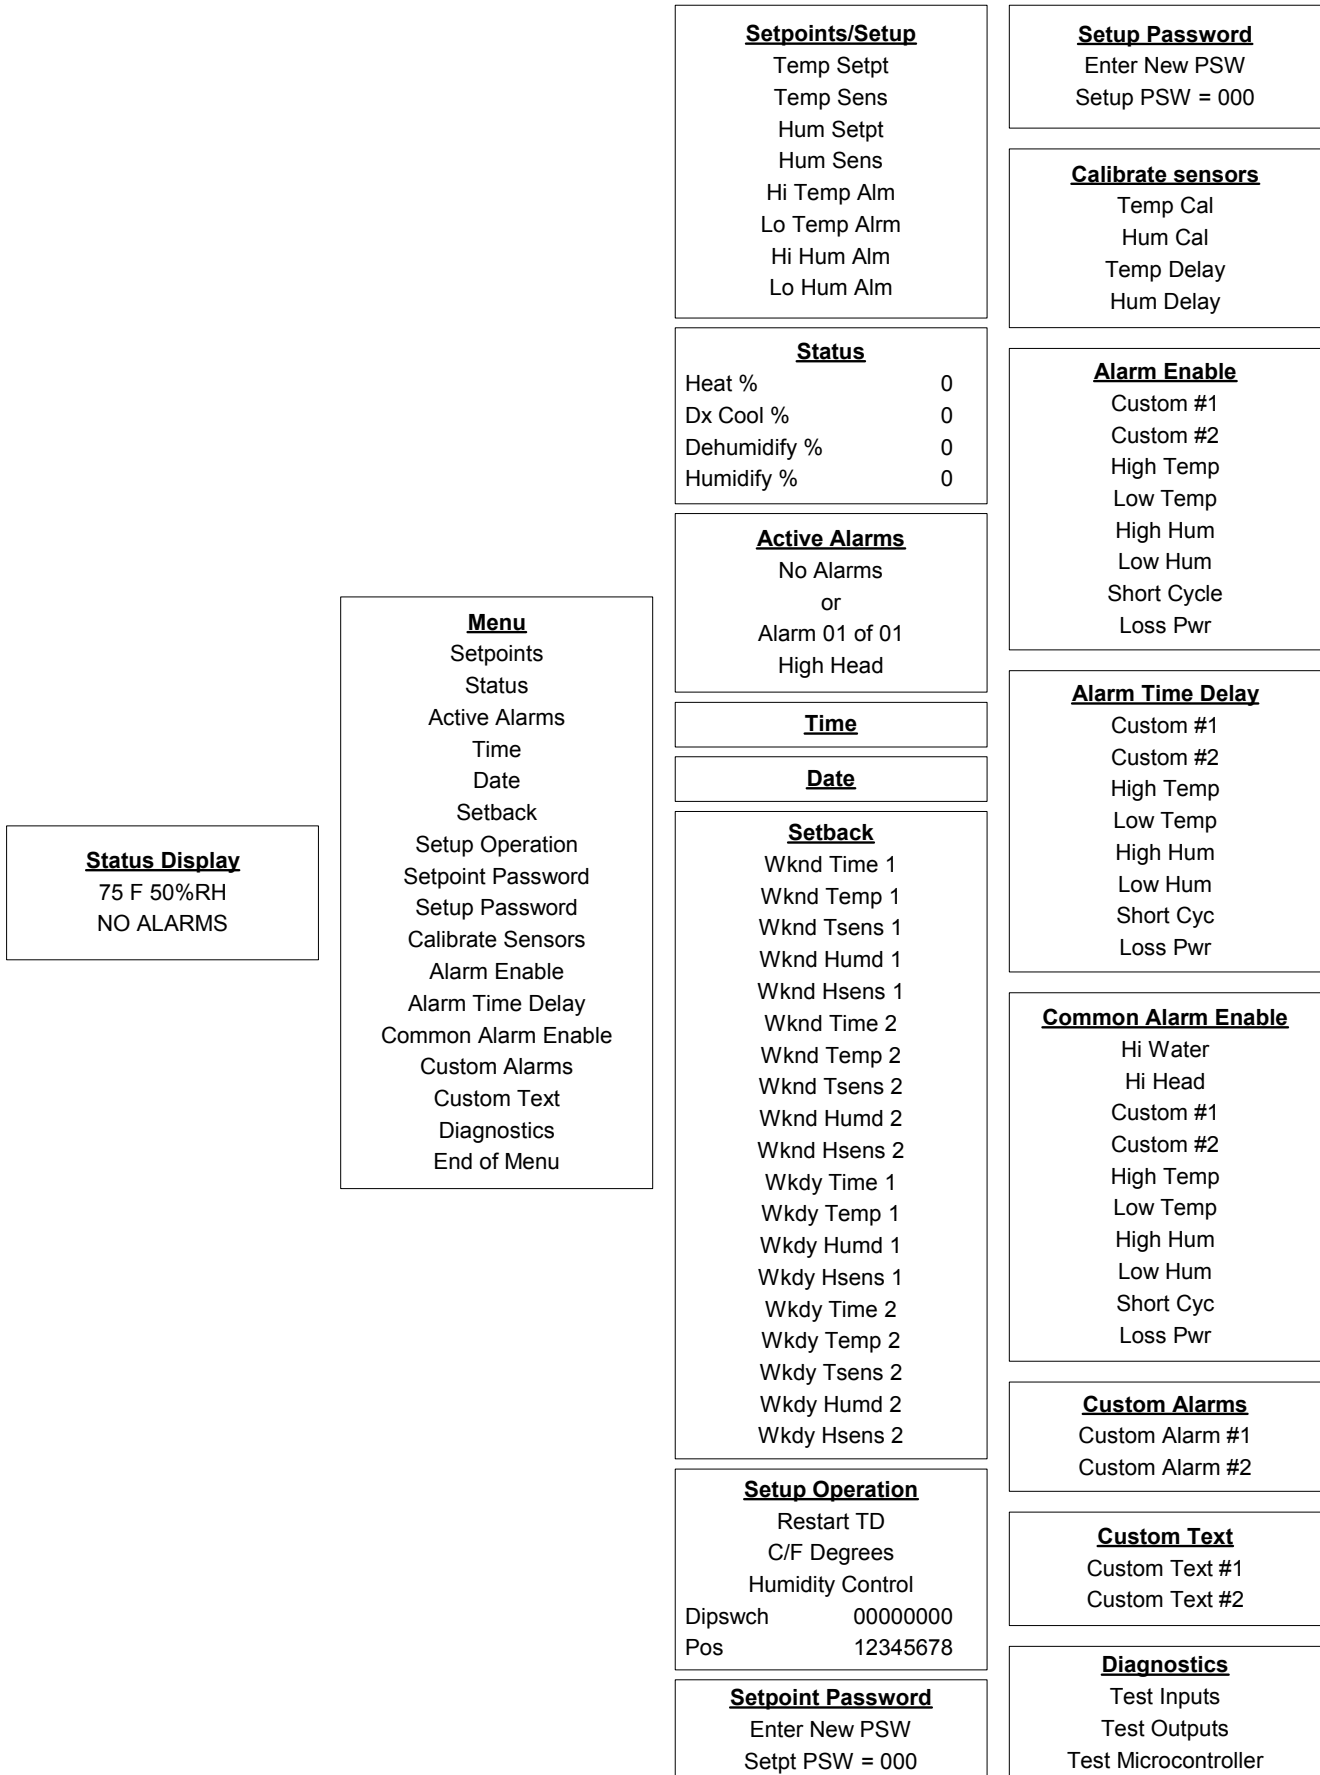 Status Display
75 F 50%RH
NO ALARMS
Menu
Setpoints
Status
Active Alarms
Time
Date
Setback
Setup Operation
Setpoint Password
Setup Password
Calibrate Sensors
Alarm Enable
Alarm Time Delay
Common Alarm Enable
Custom Alarms
Custom Text
Diagnostics
End of Menu
Setpoints/Setup
Temp Setpt
Temp Sens
Hum Setpt
Hum Sens
Hi Temp Alm
Lo Temp Alrm
Hi Hum Alm
Lo Hum Alm
Status
Heat % 0
Dx Cool % 0
Dehumidify % 0
Humidify % 0
Active Alarms
No Alarms
or
Alarm 01 of 01
High Head
Time
Date
Setback
Wknd Time 1
Wknd Temp 1
Wknd Tsens 1
Wknd Humd 1
Wknd Hsens 1
Wknd Time 2
Wknd Temp 2
Wknd Tsens 2
Wknd Humd 2
Wknd Hsens 2
Wkdy Time 1
Wkdy Temp 1
Wkdy Humd 1
Wkdy Hsens 1
Wkdy Time 2
Wkdy Temp 2
Wkdy Tsens 2
Wkdy Humd 2
Wkdy Hsens 2
Setup Operation
Restart TD
C/F Degrees
Humidity Control
Dipswch 00000000
Pos 12345678
Setpoint Password
Enter New PSW
Setpt PSW = 000
Setup Password
Enter New PSW
Setup PSW = 000
Calibrate sensors
Temp Cal
Hum Cal
Temp Delay
Hum Delay
Alarm Enable
Custom #1
Custom #2
High Temp
Low Temp
High Hum
Low Hum
Short Cycle
Loss Pwr
Alarm Time Delay
Custom #1
Custom #2
High Temp
Low Temp
High Hum
Low Hum
Short Cyc
Loss Pwr
Common Alarm Enable
Hi Water
Hi Head
Custom #1
Custom #2
High Temp
Low Temp
High Hum
Low Hum
Short Cyc
Loss Pwr
Custom Alarms
Custom Alarm #1
Custom Alarm #2
Custom Text
Custom Text #1
Custom Text #2
Diagnostics
Test Inputs
Test Outputs
Test Microcontroller